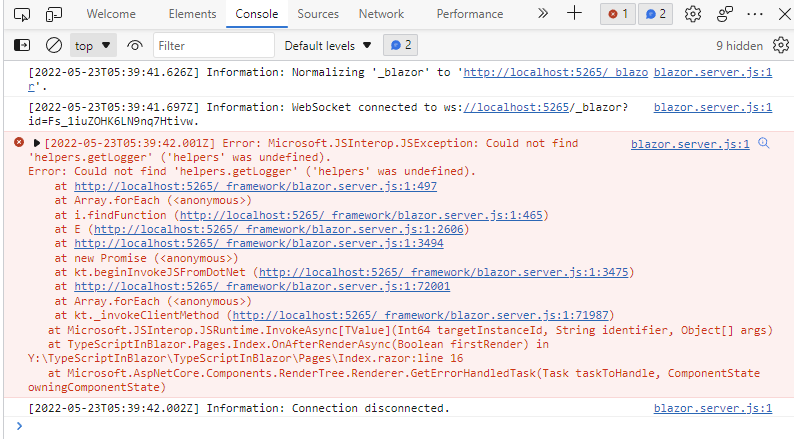 Welcome Elements Console Sources Network Performance 1 2
top Filter Default levels 2 9 hidden
[2022-05-23T05:39:41.626Z] Information: Normalizing '_blazor' to 'http://localhost:5265/_blazo blazor.server.js:1
r'.
[2022-05-23T05:39:41.697Z] Information: WebSocket connected to ws://localhost:5265/_blazor? blazor.server.js:1
id=Fs_1iuZOHK6LN9nq7Htivw.
[2022-05-23T05:39:42.001Z] Error: Microsoft.JSInterop.JSException: Could not find blazor.server.js:1
'helpers.getLogger' ('helpers' was undefined).
Error: Could not find 'helpers.getLogger' ('helpers' was undefined).
at http://localhost:5265/_framework/blazor.server.js:1:497
at Array.forEach (<anonymous>)
at i.findFunction (http://localhost:5265/_framework/blazor.server.js:1:465)
at E (http://localhost:5265/_framework/blazor.server.js:1:2606)
at http://localhost:5265/_framework/blazor.server.js:1:3494
at new Promise (<anonymous>)
at kt.beginInvokeJSFromDotNet (http://localhost:5265/_framework/blazor.server.js:1:3475)
at http://localhost:5265/_framework/blazor.server.js:1:72001
at Array.forEach (<anonymous>)
at kt._invokeClientMethod (http://localhost:5265/_framework/blazor.server.js:1:71987)
at Microsoft.JSInterop.JSRuntime.InvokeAsync[TValue](Int64 targetInstanceId, String identifier, Object[] args)
at TypeScriptInBlazor.Pages.Index.OnAfterRenderAsync(Boolean firstRender) in
Y:\TypeScriptInBlazor\TypeScriptInBlazor\Pages\Index.razor:line 16
at Microsoft.AspNetCore.Components.RenderTree.Renderer.GetErrorHandledTask(Task taskToHandle, ComponentState
owningComponentState)
[2022-05-23T05:39:42.002Z] Information: Connection disconnected. blazor.server.js:1